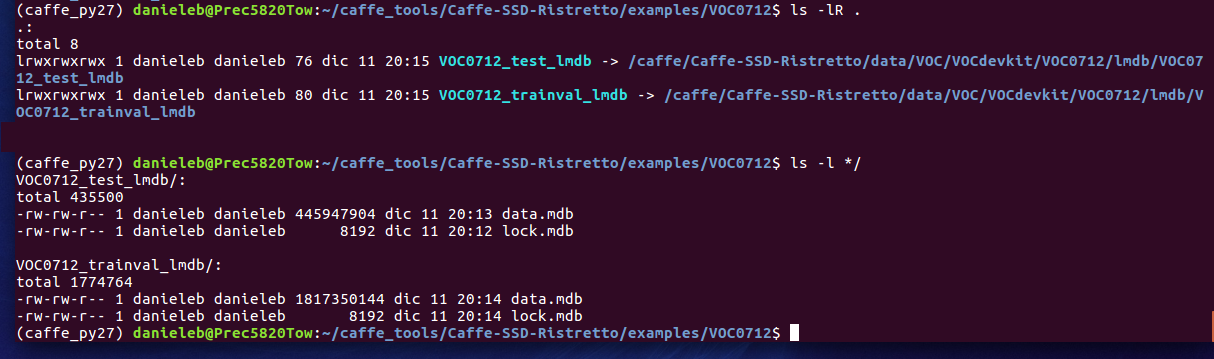 (caffe_py27) danieleb@Prec5820Tow:~/caffe_tools/Caffe-SSD-Ristretto/examples/VOC0712$ ls -lR .
.:
total 8
lrwxrwxrwx 1 danieleb danieleb 76 dic 11 20:15 VOC0712_test_lmdb -> /caffe/Caffe-SSD-Ristretto/data/VOC/VOCdevkit/VOC0712/lmdb/VOC07
12_test_lmdb
lrwxrwxrwx 1 danieleb danieleb 80 dic 11 20:15 VOC0712_trainval_lmdb -> /caffe/Caffe-SSD-Ristretto/data/VOC/VOCdevkit/VOC0712/lmdb/V
OC0712_trainval_lmdb
(caffe_py27) danieleb@Prec5820Tow:~/caffe_tools/Caffe-SSD-Ristretto/examples/VOC0712$ ls -l */
VOC0712_test_lmdb/:
total 435500
-rw-rw-r-- 1 danieleb danieleb 445947904 dic 11 20:13 data.mdb
-rw-rw-r-- 1 danieleb danieleb      8192 dic 11 20:12 lock.mdb
VOC0712_trainval_lmdb/:
total 1774764
-rw-rw-r-- 1 danieleb danieleb 1817350144 dic 11 20:14 data.mdb
-rw-rw-r-- 1 danieleb danieleb       8192 dic 11 20:14 lock.mdb
(caffe_py27) danieleb@Prec5820Tow:~/caffe_tools/Caffe-SSD-Ristretto/examples/VOC0712$